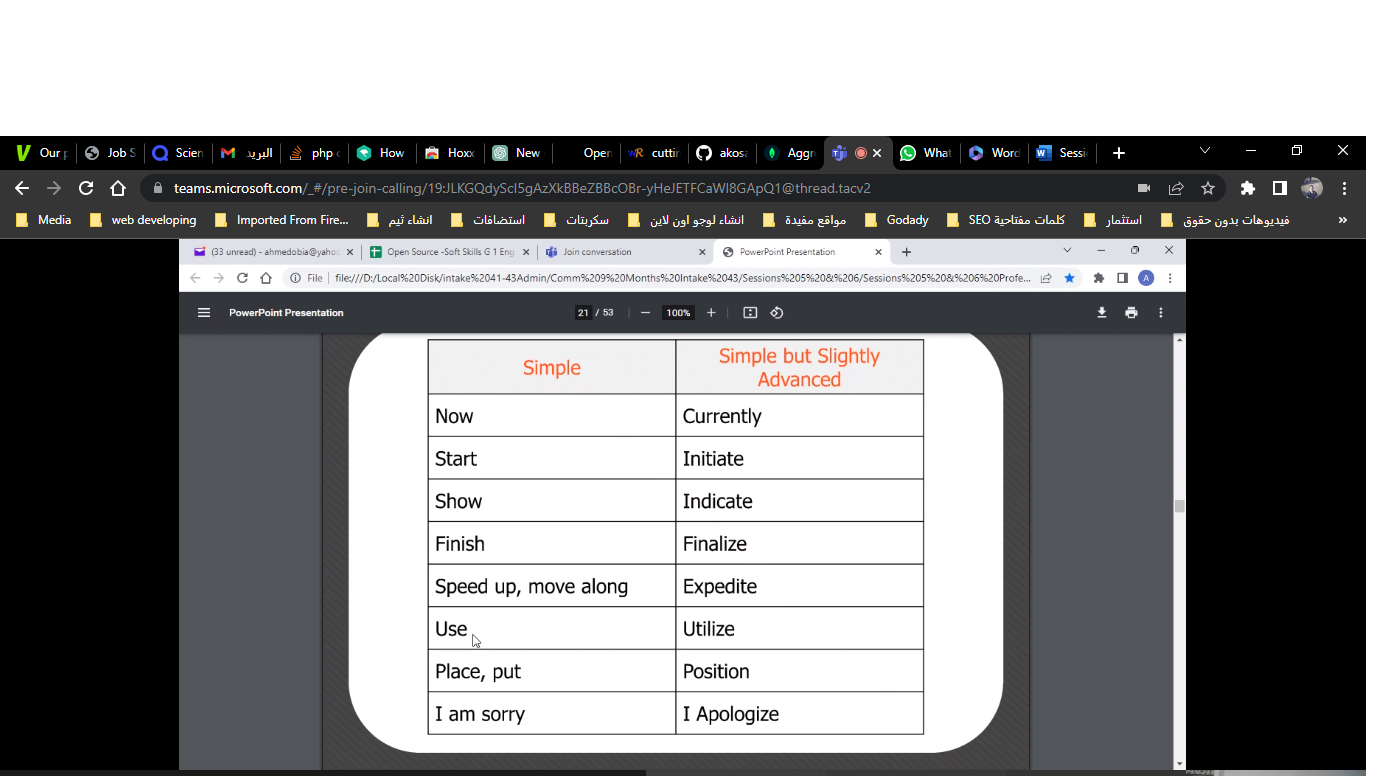 Our p Job S Scien البريد php c How Hoxx New Open cuttin akosa Aggr What Word Sessi
teams.microsoft.com/_#/pre-join-calling/19:JLKGQdyScI5gAzXkBBeZBBcOBr-yHeJETFCaWI8GApQ1@thread.tacv2
Media web developing Imported From Fire... انشاء ثيم استضافات سكربتات انشاء لوجو اون لاين مواقع مفيدة Godady كلمات مفتاحية SEO استثمار فيديوهات بدون حقوق »
(33 unread) - ahmedobia@yahoo Open Source -Soft Skills G 1 Eng Join conversation PowerPoint Presentation
File file:///D:/Local%20Disk/intake%2041-43Admin/Comm%209%20Months%20Intake%2043/Sessions%205%20&%206/Sessions%205%20&%206%20Profe... A
PowerPoint Presentation 21 / 53 100%
Simple Simple but Slightly
Advanced
Now Currently
Start Initiate
Show Indicate
Finish Finalize
Speed up, move along Expedite
Use Utilize
Place, put Position
I am sorry I Apologize